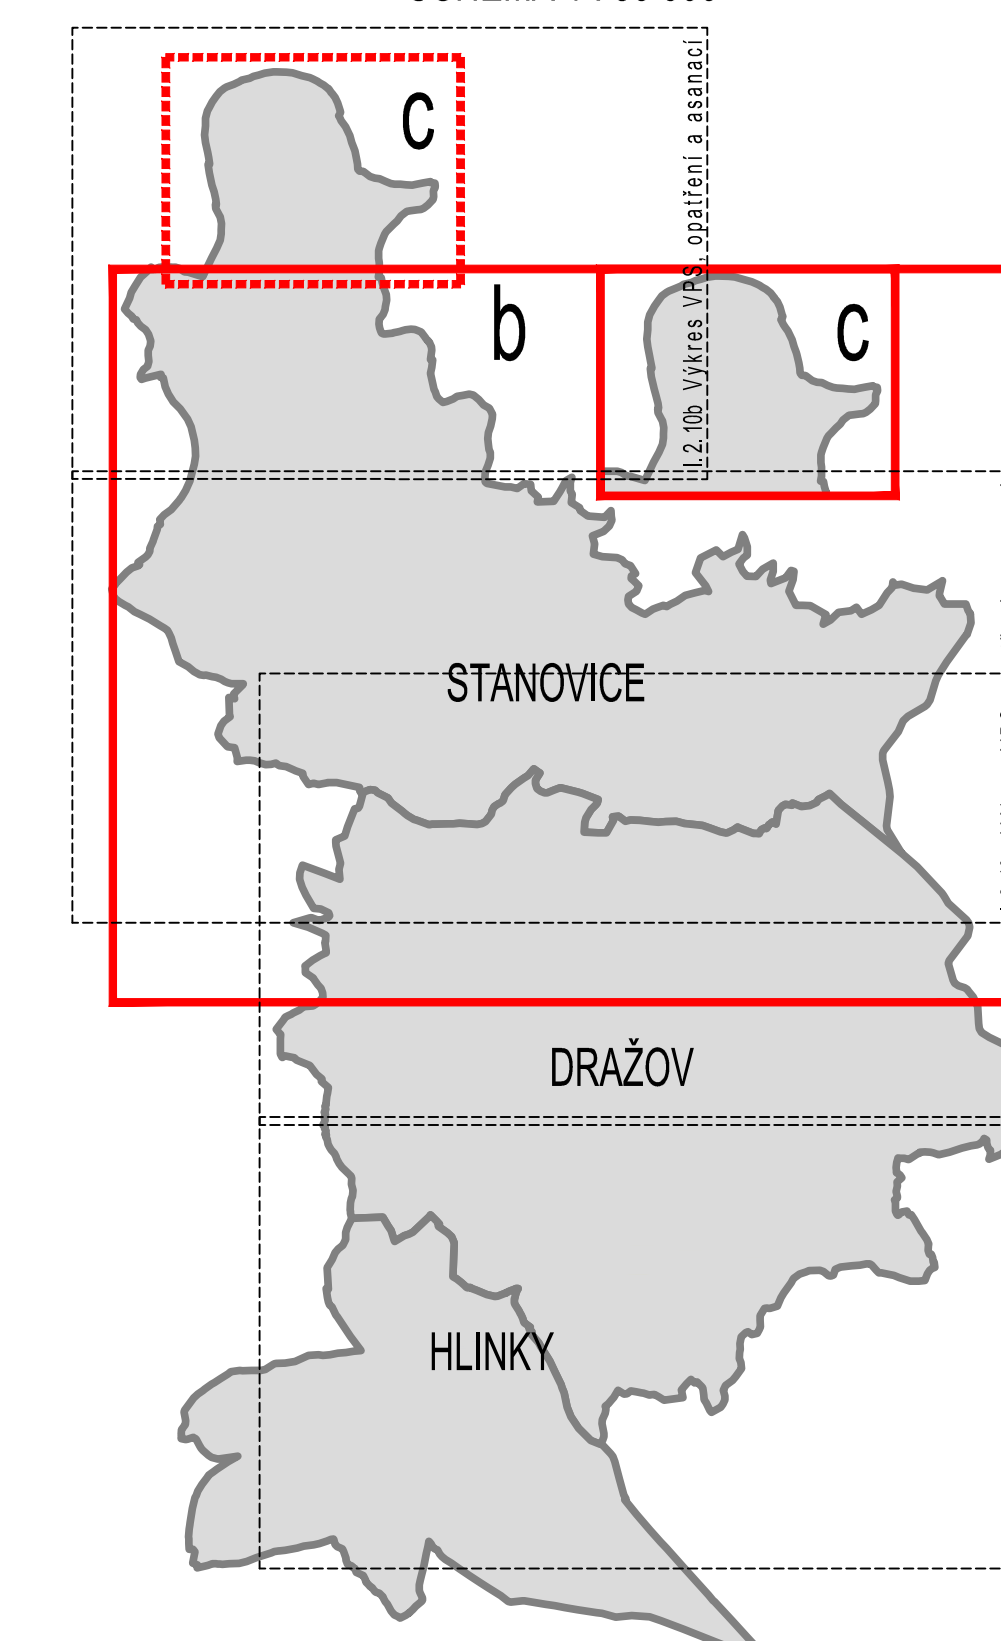 c
I. 2. 10b Výkres VPS, opatření a asanací
b
c
STANOVICE
DRAŽOV
HLINKY